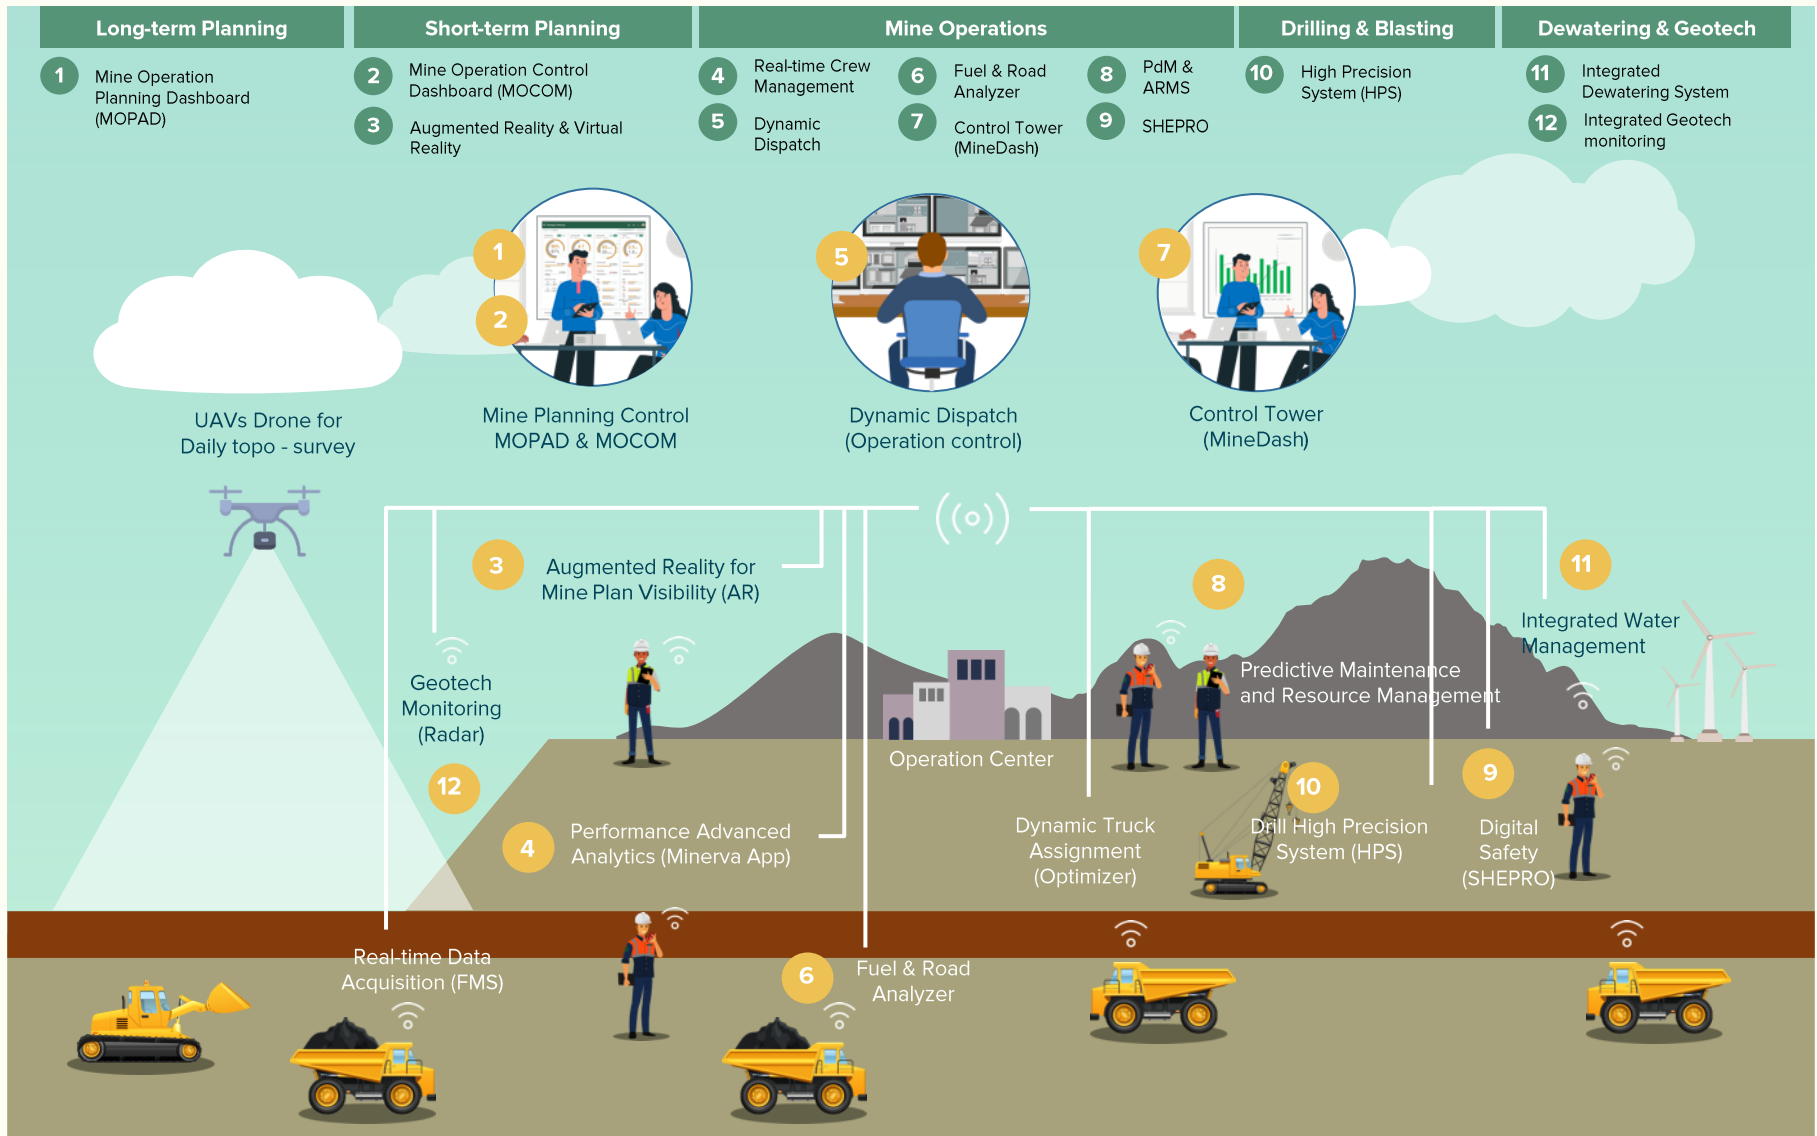 Long-term Planning
Short-term Planning
Mine Operations
Drilling & Blasting
Dewatering & Geotech
1
Mine Operation
Planning Dashboard
(MOPAD)
2
Mine Operation Control
Dashboard (MOCOM)
3
Augmented Reality & Virtual
Reality
4
Real-time Crew
Management
5
Dynamic
Dispatch
6
Fuel & Road
Analyzer
7
Control Tower
(MineDash)
8
PdM &
ARMS
9
SHEPRO
10
High Precision
System (HPS)
11
Integrated
Dewatering System
12
Integrated Geotech
monitoring
1
2
5
7
UAVs Drone for
Daily topo - survey
Mine Planning Control
MOPAD & MOCOM
Dynamic Dispatch
(Operation control)
Control Tower
(MineDash)
3
Augmented Reality for
Mine Plan Visibility (AR)
8
11
Integrated Water
Management
Geotech
Monitoring
(Radar)
Predictive Maintenance
and Resource Management
12
Operation Center
4
Performance Advanced
Analytics (Minerva App)
Dynamic Truck
Assignment
(Optimizer)
10
Drill High Precision
System (HPS)
9
Digital
Safety
(SHEPRO)
Real-time Data
Acquisition (FMS)
6
Fuel & Road
Analyzer